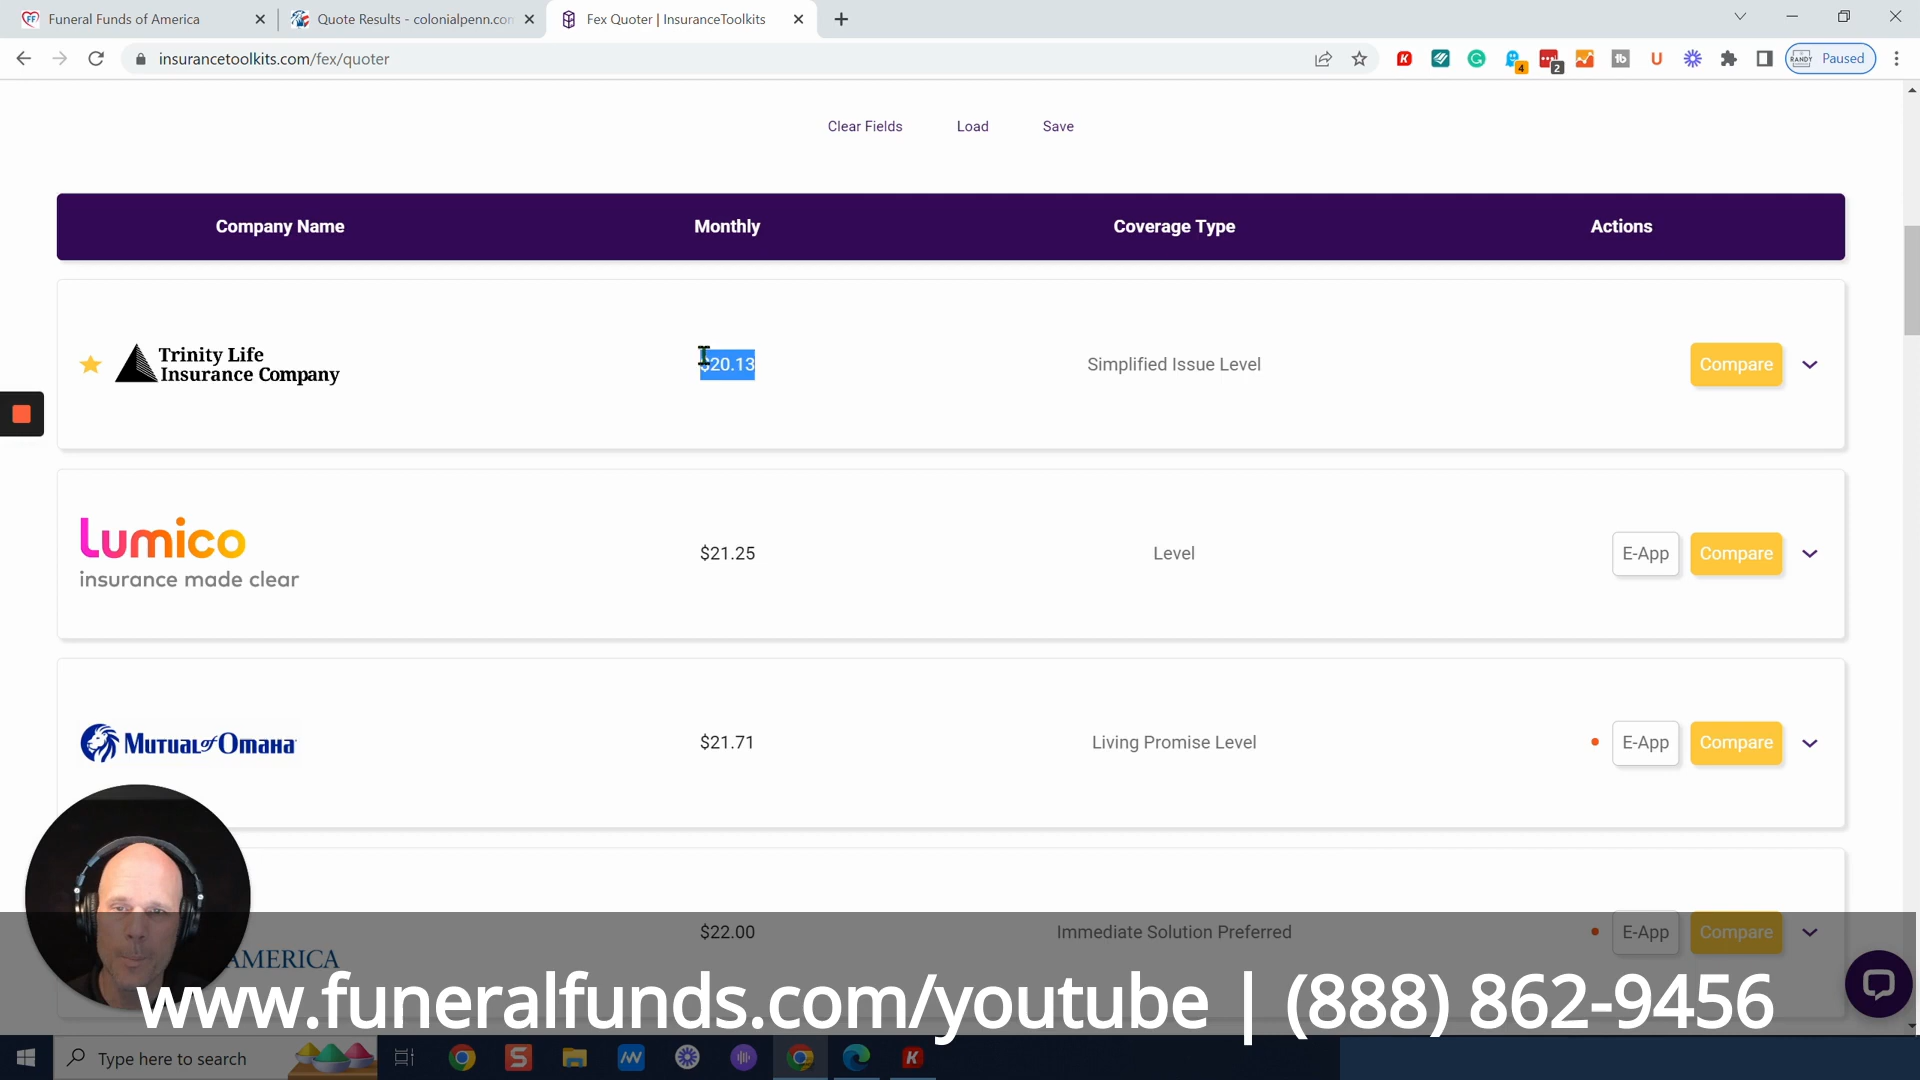 Funeral Funds of America
Quote Results - colonialpenn.com
Fex Quoter | InsuranceToolkits
insurancetoolkits.com/fex/quoter
4
2
RANDY
Paused
Clear Fields
Load
Save
Company Name
Monthly
Coverage Type
Actions
Trinity Life
Insurance Company
$20.13
Simplified Issue Level
Compare
Lumico
insurance made clear
$21.25
Level
E-App
Compare
Mutual of Omaha
$21.71
Living Promise Level
E-App
Compare
AMERICA
$22.00
Immediate Solution Preferred
E-App
Compare
www.funeralfunds.com/youtube | (888) 862-9456
Type here to search